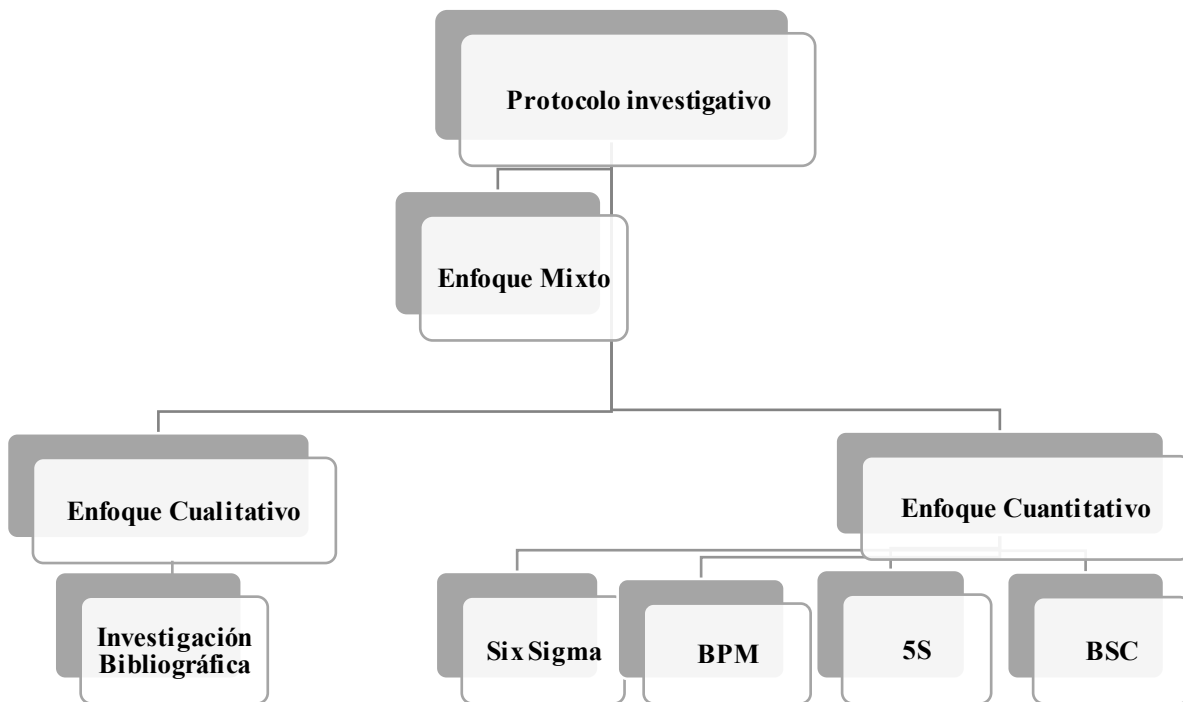 Protocolo investigativo
Enfoque Mixto
Enfoque Cualitativo
Enfoque Cuantitativo
Investigación
Bibliográfica
Six Sigma
BPM
5S
BSC